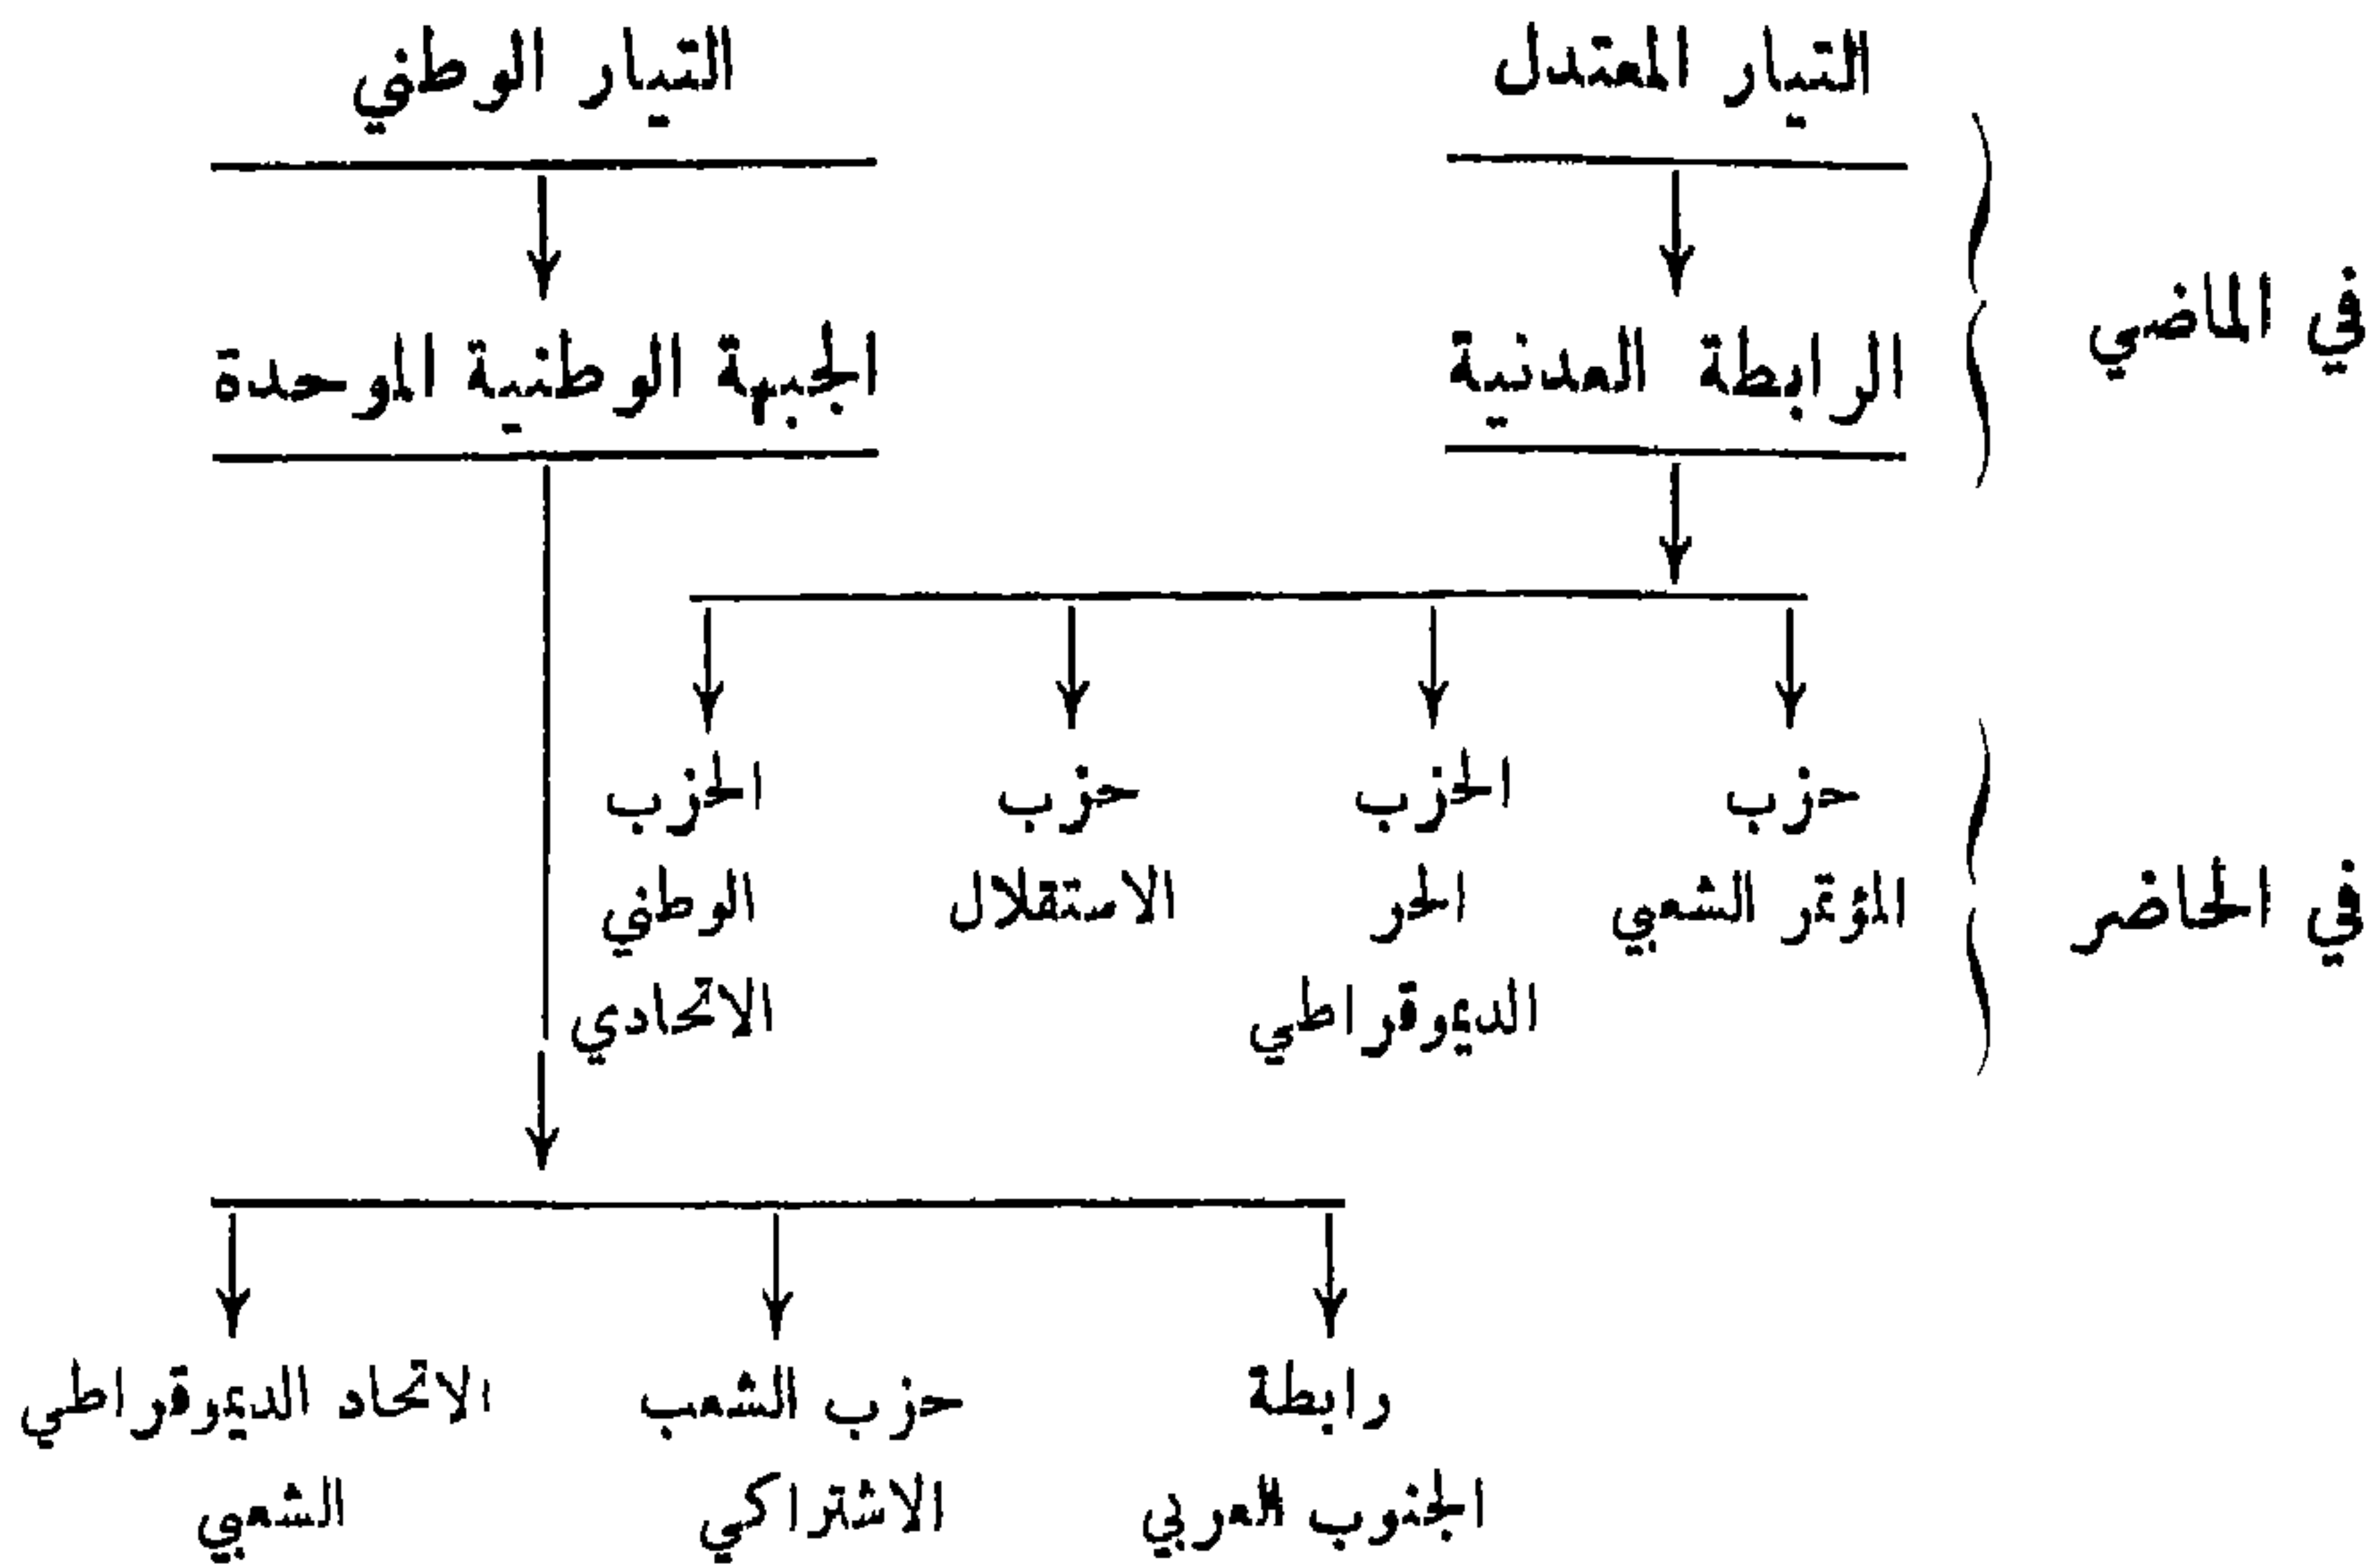 التيار المعتدل
التيار الوطني
في الماضي
الرابطة العدنية
الجبهة الوطنية الموحدة
في الحاضر
حزب
المؤتمر الشعبي
الحزب
الحر
الديموقراطي
حزب
الاستقلال
الحزب
الوطني
الاتحادي
رابطة
الجنوب العربي
حزب الشعب
الاشتراكي
الاتحاد الديموقراطي
الشعبي